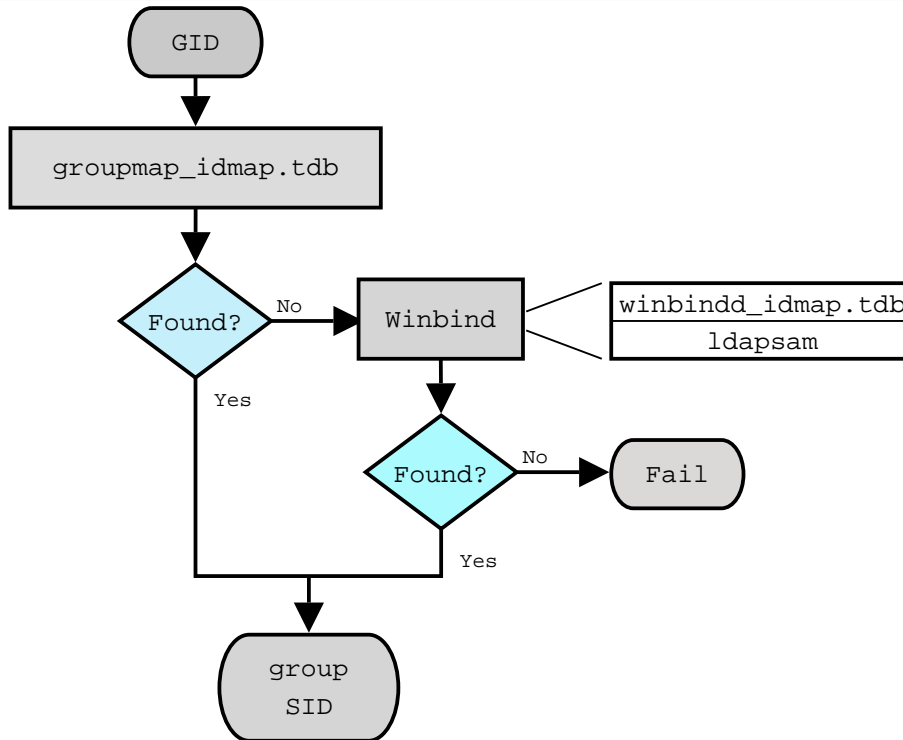 GID
groupmap_idmap.tdb
Found?
No
Winbind
winbindd_idmap.tdb
ldapsam
Yes
Found?
No
Fail
Yes
group
SID